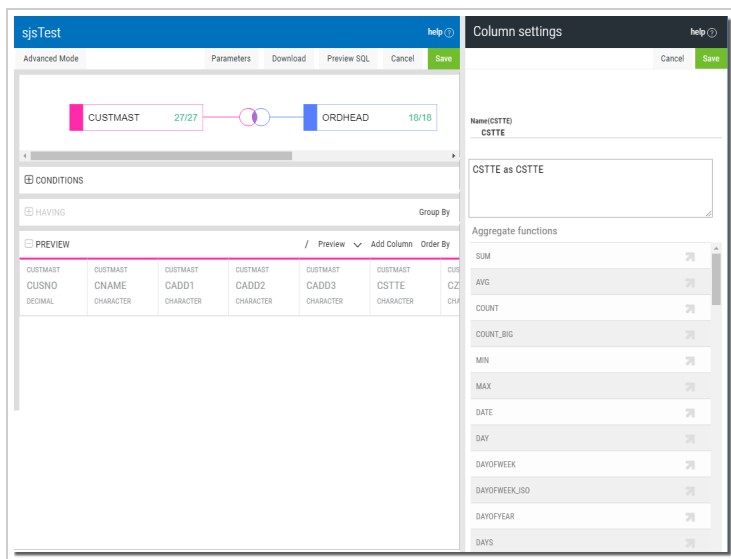 sjsTest help ?
Advanced Mode Parameters Download Preview SQL Cancel Save
CUSTMAST 27/27 ORDHEAD 18/18
CONDITIONS
HAVING Group By
PREVIEW / Preview Add Column Order By
CUSTMAST CUSTMAST CUSTMAST CUSTMAST CUSTMAST CUSTMAST CUS
CUSNO CNAME CADD1 CADD2 CADD3 CSTTE CZ
DECIMAL CHARACTER CHARACTER CHARACTER CHARACTER CHARACTER CHA
Column settings help ?
Cancel Save
Name(CSTTE)
CSTTE
CSTTE as CSTTE
Aggregate functions
SUM
AVG
COUNT
COUNT_BIG
MIN
MAX
DATE
DAY
DAYOFWEEK
DAYOFWEEK_ISO
DAYOFYEAR
DAYS